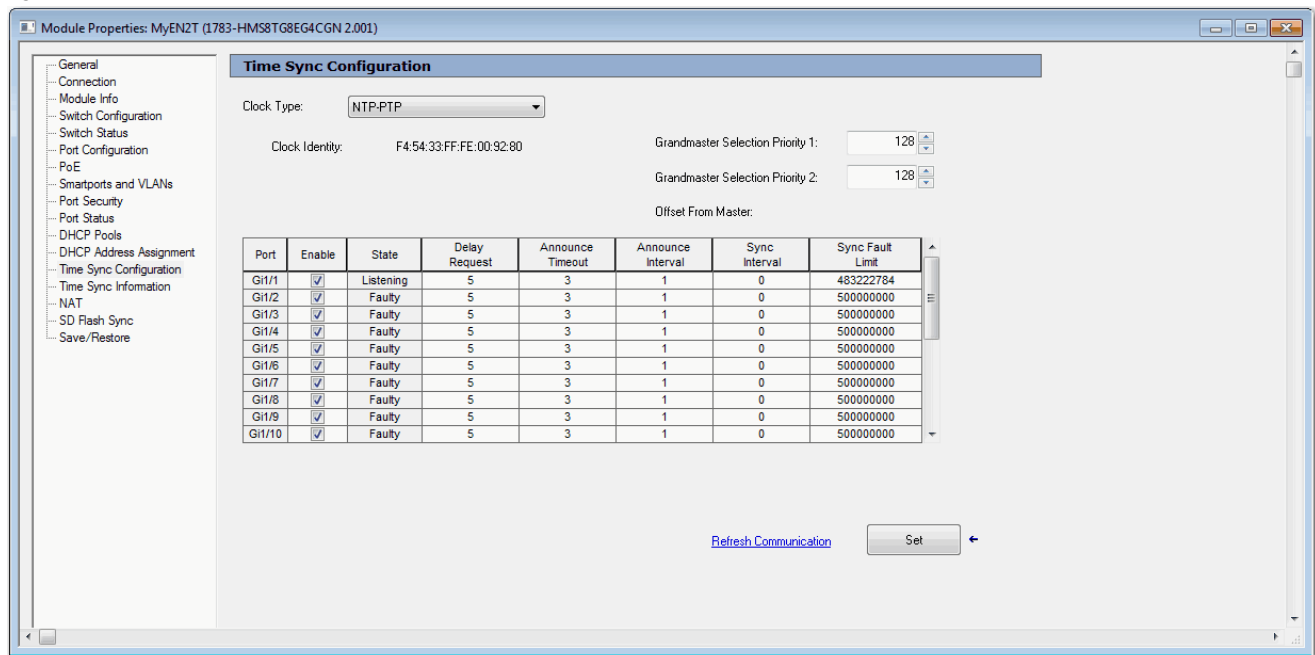 Module Properties: MyEN2T (1783-HMS8TG8EG4CGN 2.001)
General
Connection
Module Info
Switch Configuration
Switch Status
Port Configuration
PoE
Smartports and VLANs
Port Security
Port Status
DHCP Pools
DHCP Address Assignment
Time Sync Configuration
Time Sync Information
NAT
SD Flash Sync
Save/Restore
Time Sync Configuration
Clock Type: NTP-PTP
Clock Identity: F4:54:33:FF:FE:00:92:80
Grandmaster Selection Priority 1: 128
Grandmaster Selection Priority 2: 128
Offset From Master:
Port Enable State Delay Request Announce Timeout Announce Interval Sync Interval Sync Fault Limit
Gi1/1 Listening 5 3 1 0 483222784
Gi1/2 Faulty 5 3 1 0 500000000
Gi1/3 Faulty 5 3 1 0 500000000
Gi1/4 Faulty 5 3 1 0 500000000
Gi1/5 Faulty 5 3 1 0 500000000
Gi1/6 Faulty 5 3 1 0 500000000
Gi1/7 Faulty 5 3 1 0 500000000
Gi1/8 Faulty 5 3 1 0 500000000
Gi1/9 Faulty 5 3 1 0 500000000
Gi1/10 Faulty 5 3 1 0 500000000
Refresh Communication Set